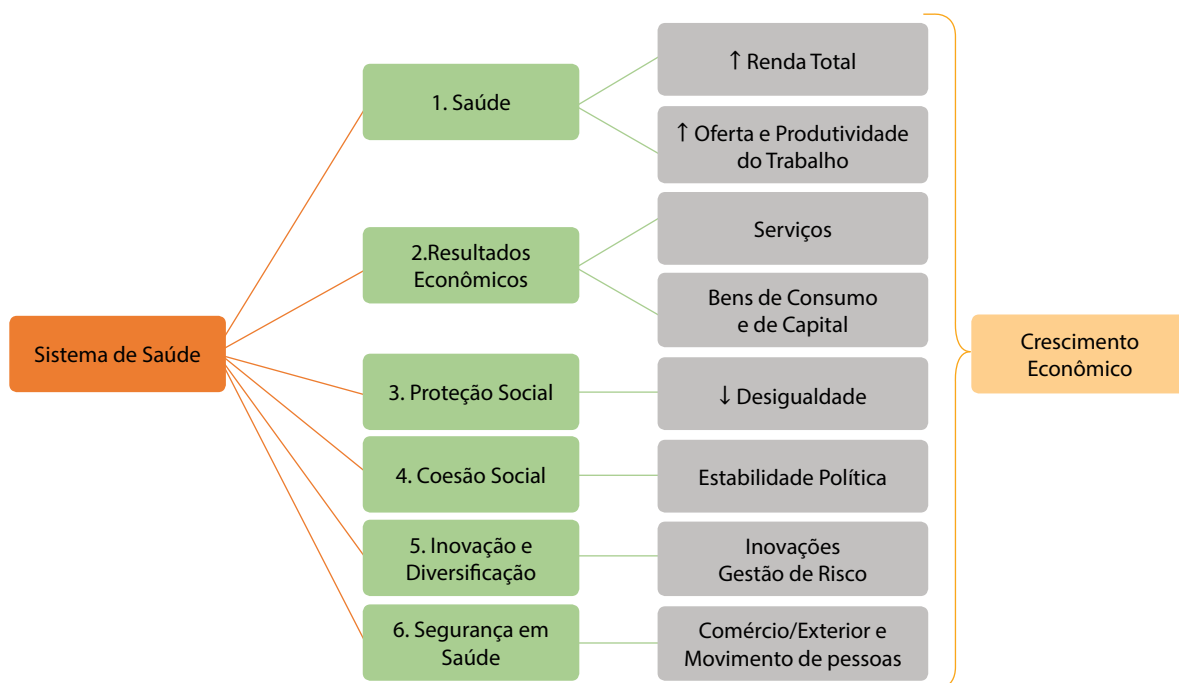 Sistema de Saúde
1. Saúde
↑ Renda Total
↑ Oferta e Produtividade
do Trabalho
2.Resultados
Econômicos
Serviços
Bens de Consumo
e de Capital
3. Proteção Social
↓ Desigualdade
4. Coesão Social
Estabilidade Política
5. Inovação e
Diversificação
Inovações
Gestão de Risco
6. Segurança em
Saúde
Comércio/Exterior e
Movimento de pessoas
Crescimento
Econômico